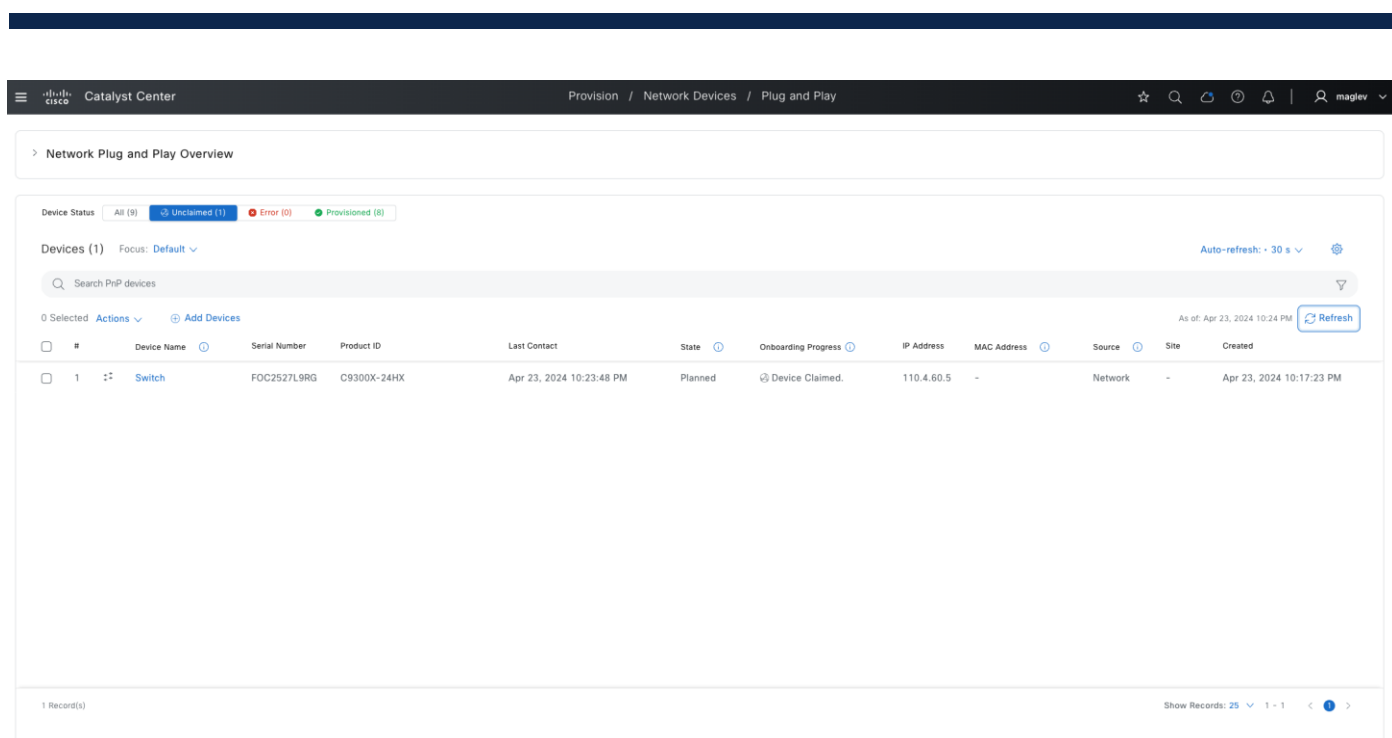 cisco Catalyst Center Provision / Network Devices / Plug and Play maglev
Network Plug and Play Overview
Device Status All (9) Unclaimed (1) Error (0) Provisioned (8)
Devices (1) Focus: Default Auto-refresh: • 30 s
Search PnP devices
0 Selected Actions Add Devices As of: Apr 23, 2024 10:24 PM Refresh
# Device Name Serial Number Product ID Last Contact State Onboarding Progress IP Address MAC Address Source Site Created
1 Switch FOC2527L9RG C9300X-24HX Apr 23, 2024 10:23:48 PM Planned Device Claimed. 110.4.60.5 - Network - Apr 23, 2024 10:17:23 PM
1 Record(s) Show Records: 25 1 - 1 1